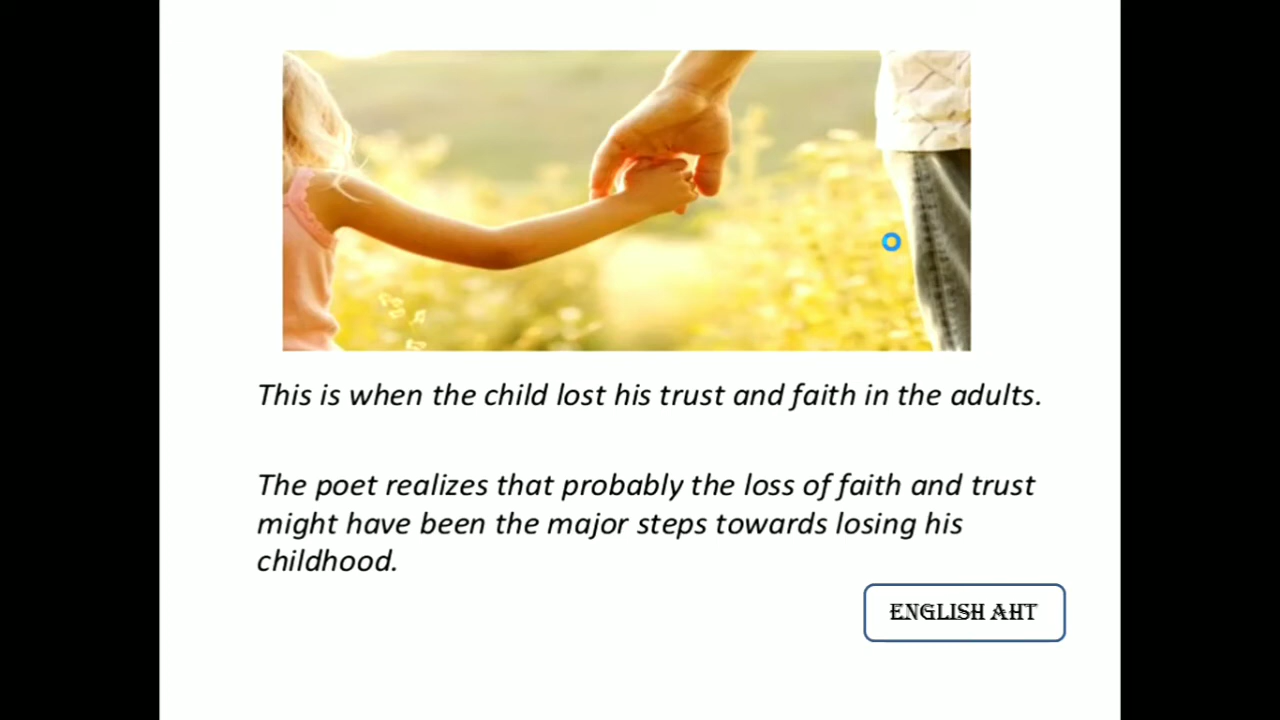 This is when the child lost his trust and faith in the adults.
The poet realizes that probably the loss of faith and trust
might have been the major steps towards losing his
childhood.
ENGLISH AHT